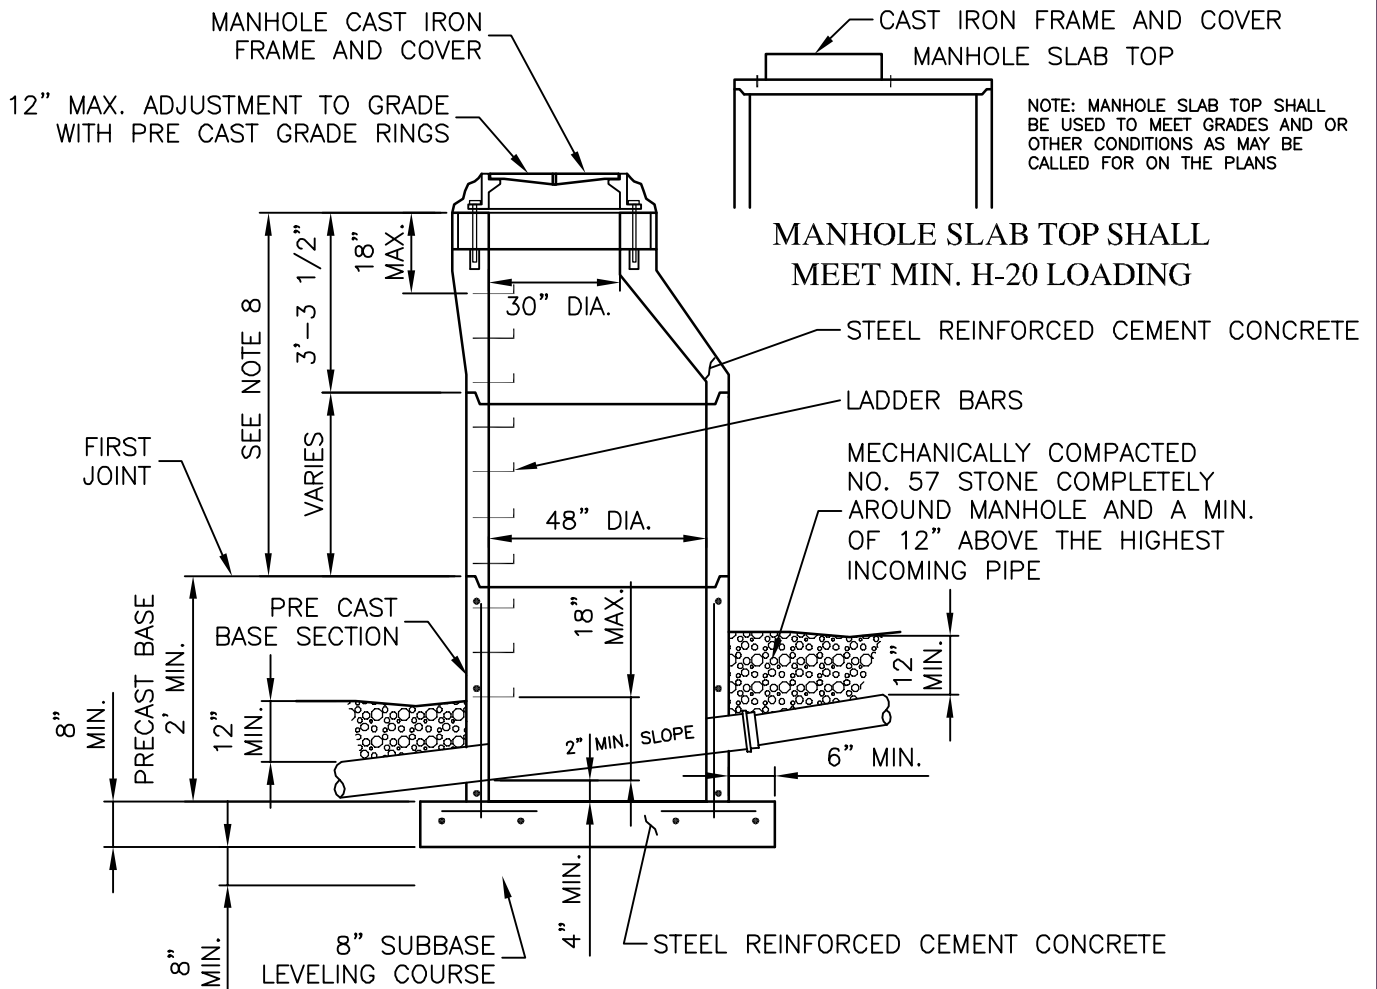 MANHOLE CAST IRON
FRAME AND COVER
12" MAX. ADJUSTMENT TO GRADE
WITH PRE CAST GRADE RINGS
CAST IRON FRAME AND COVER
MANHOLE SLAB TOP
NOTE: MANHOLE SLAB TOP SHALL
BE USED TO MEET GRADES AND OR
OTHER CONDITIONS AS MAY BE
CALLED FOR ON THE PLANS
MANHOLE SLAB TOP SHALL
MEET MIN. H-20 LOADING
SEE NOTE 8
3'-3 1/2"
18"
MAX.
30" DIA.
STEEL REINFORCED CEMENT CONCRETE
LADDER BARS
FIRST
JOINT
VARIES
48" DIA.
MECHANICALLY COMPACTED
NO. 57 STONE COMPLETELY
AROUND MANHOLE AND A MIN.
OF 12" ABOVE THE HIGHEST
INCOMING PIPE
PRE CAST
BASE SECTION
18"
MAX.
PRECAST BASE
2' MIN.
12"
MIN.
12"
MIN.
8"
MIN.
2" MIN. SLOPE
6" MIN.
4" MIN.
8"
MIN.
8" SUBBASE
LEVELING COURSE
STEEL REINFORCED CEMENT CONCRETE